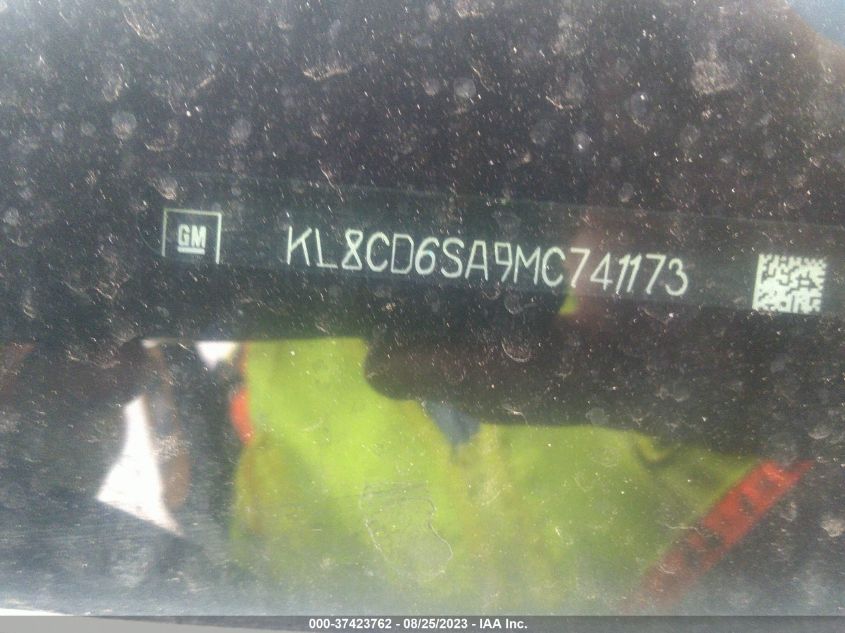 GM
KL8CD6SA9MC741173
000-37423762 - 08/25/2023 - IAA Inc.